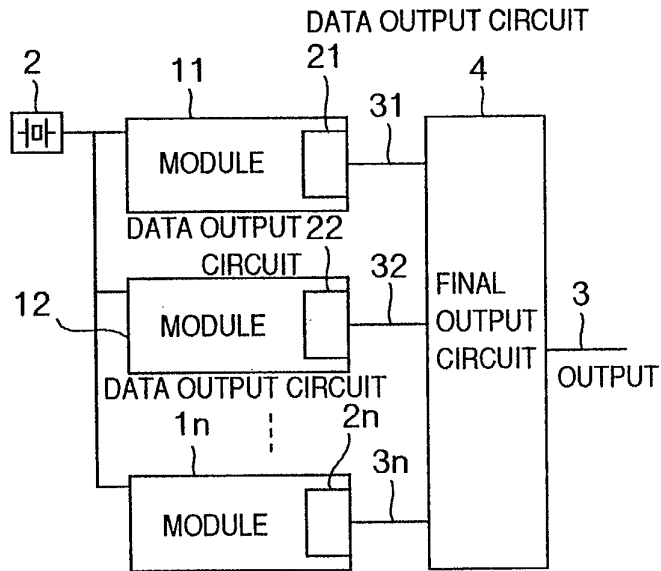 DATA OUTPUT CIRCUIT
2
11
21
31
4
MODULE
DATA OUTPUT
CIRCUIT
22
32
12
MODULE
FINAL
OUTPUT
CIRCUIT
3
OUTPUT
DATA OUTPUT CIRCUIT
1n
2n
3n
MODULE